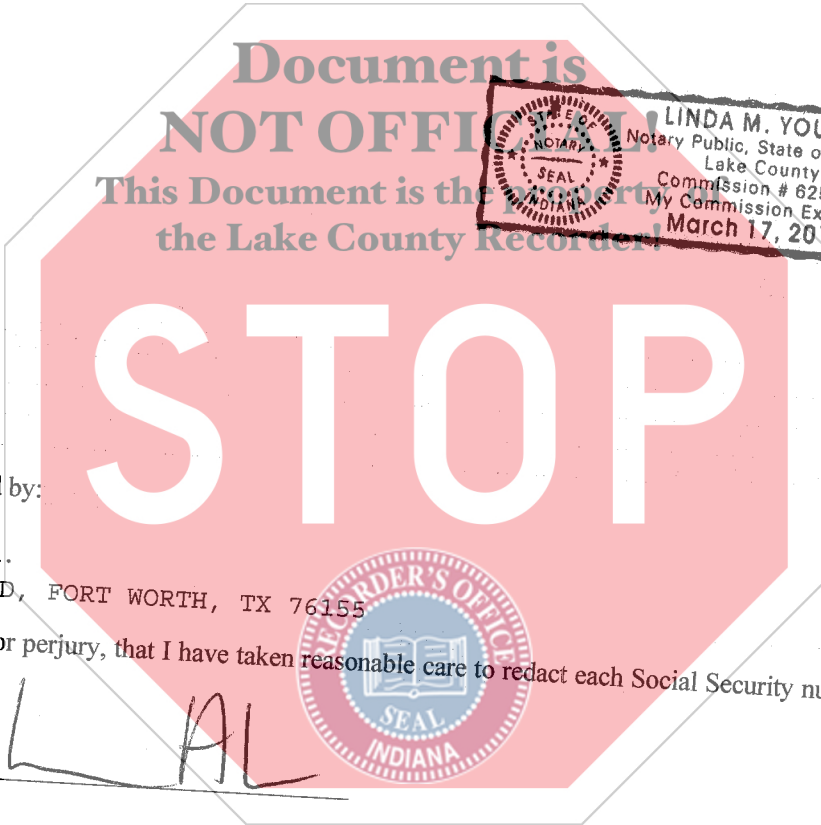 Document is
NOT OFFICIAL!
This Document is the property of
the Lake County Recorder!
STATE OF
NOTARY
SEAL
INDIANA
LINDA M. YOU
Notary Public, State o
Lake County
Commission # 62
My Commission Ex
March 17, 20
STOP
by:
D, FORT WORTH, TX 76155
or perjury, that I have taken reasonable care to redact each Social Security nu
RECORDER'S OFFICE
SEAL
INDIANA